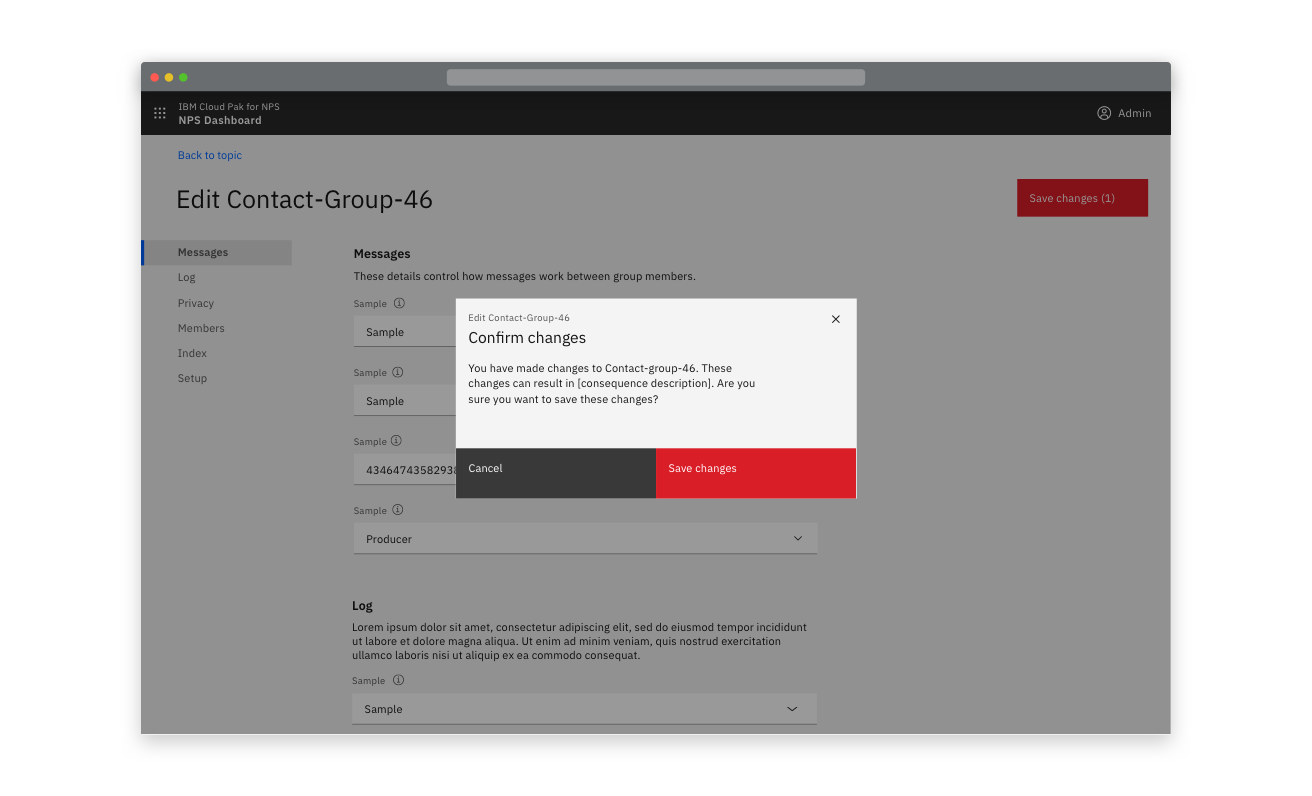 IBM Cloud Pak for NPS
NPS Dashboard
Admin
Back to topic
Edit Contact-Group-46
Save changes (1)
Messages
Log
Privacy
Members
Index
Setup
Messages
These details control how messages work between group members.
Sample
Sample
Sample
Sample
Sample
43464743582938
Sample
Producer
Edit Contact-Group-46
Confirm changes
You have made changes to Contact-group-46. These
changes can result in [consequence description]. Are you
sure you want to save these changes?
Cancel
Save changes
Log
Lorem ipsum dolor sit amet, consectetur adipiscing elit, sed do eiusmod tempor incididunt
ut labore et dolore magna aliqua. Ut enim ad minim veniam, quis nostrud exercitation
ullamco laboris nisi ut aliquip ex ea commodo consequat.
Sample
Sample